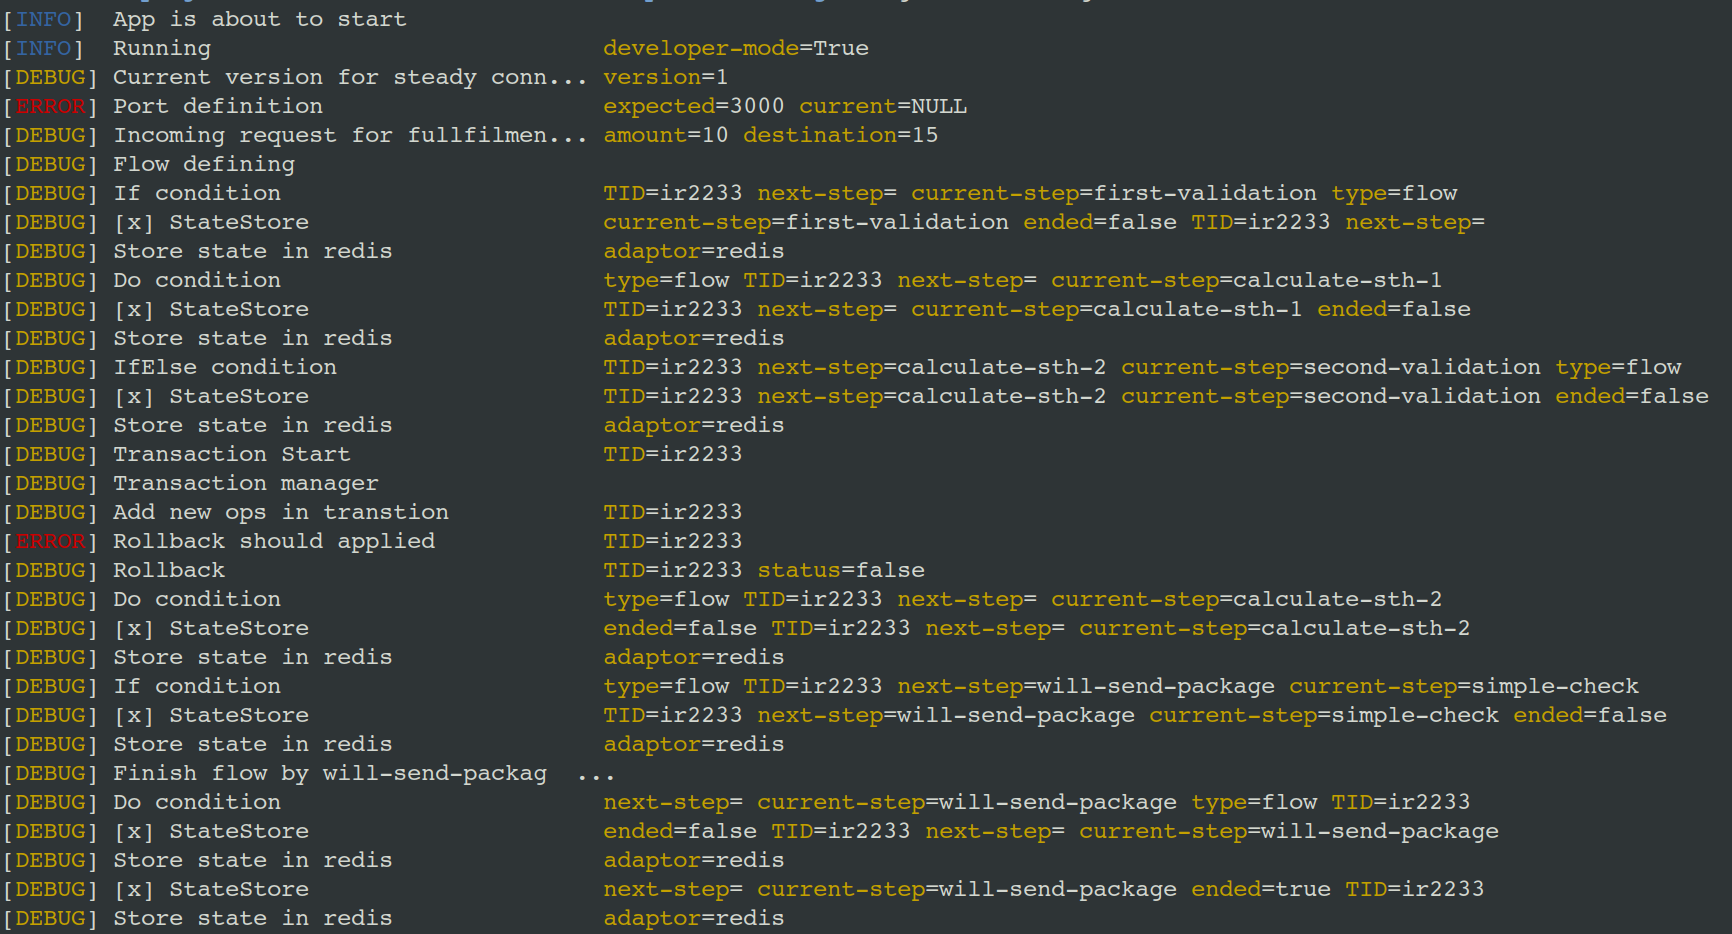 [INFO] App is about to start
[INFO] Running developer-mode=True
[DEBUG] Current version for steady conn... version=1
[ERROR] Port definition expected=3000 current=NULL
[DEBUG] Incoming request for fullfilmen... amount=10 destination=15
[DEBUG] Flow defining
[DEBUG] If condition TID=ir2233 next-step= current-step=first-validation type=flow
[DEBUG] [x] StateStore current-step=first-validation ended=false TID=ir2233 next-step=
[DEBUG] Store state in redis adaptor=redis
[DEBUG] Do condition type=flow TID=ir2233 next-step= current-step=calculate-sth-1
[DEBUG] [x] StateStore TID=ir2233 next-step= current-step=calculate-sth-1 ended=false
[DEBUG] Store state in redis adaptor=redis
[DEBUG] IfElse condition TID=ir2233 next-step=calculate-sth-2 current-step=second-validation type=flow
[DEBUG] [x] StateStore TID=ir2233 next-step=calculate-sth-2 current-step=second-validation ended=false
[DEBUG] Store state in redis adaptor=redis
[DEBUG] Transaction Start TID=ir2233
[DEBUG] Transaction manager
[DEBUG] Add new ops in transtion TID=ir2233
[ERROR] Rollback should applied TID=ir2233
[DEBUG] Rollback TID=ir2233 status=false
[DEBUG] Do condition type=flow TID=ir2233 next-step= current-step=calculate-sth-2
[DEBUG] [x] StateStore ended=false TID=ir2233 next-step= current-step=calculate-sth-2
[DEBUG] Store state in redis adaptor=redis
[DEBUG] If condition type=flow TID=ir2233 next-step=will-send-package current-step=simple-check
[DEBUG] [x] StateStore TID=ir2233 next-step=will-send-package current-step=simple-check ended=false
[DEBUG] Store state in redis adaptor=redis
[DEBUG] Finish flow by will-send-packag ...
[DEBUG] Do condition next-step= current-step=will-send-package type=flow TID=ir2233
[DEBUG] [x] StateStore ended=false TID=ir2233 next-step= current-step=will-send-package
[DEBUG] Store state in redis adaptor=redis
[DEBUG] [x] StateStore next-step= current-step=will-send-package ended=true TID=ir2233
[DEBUG] Store state in redis adaptor=redis